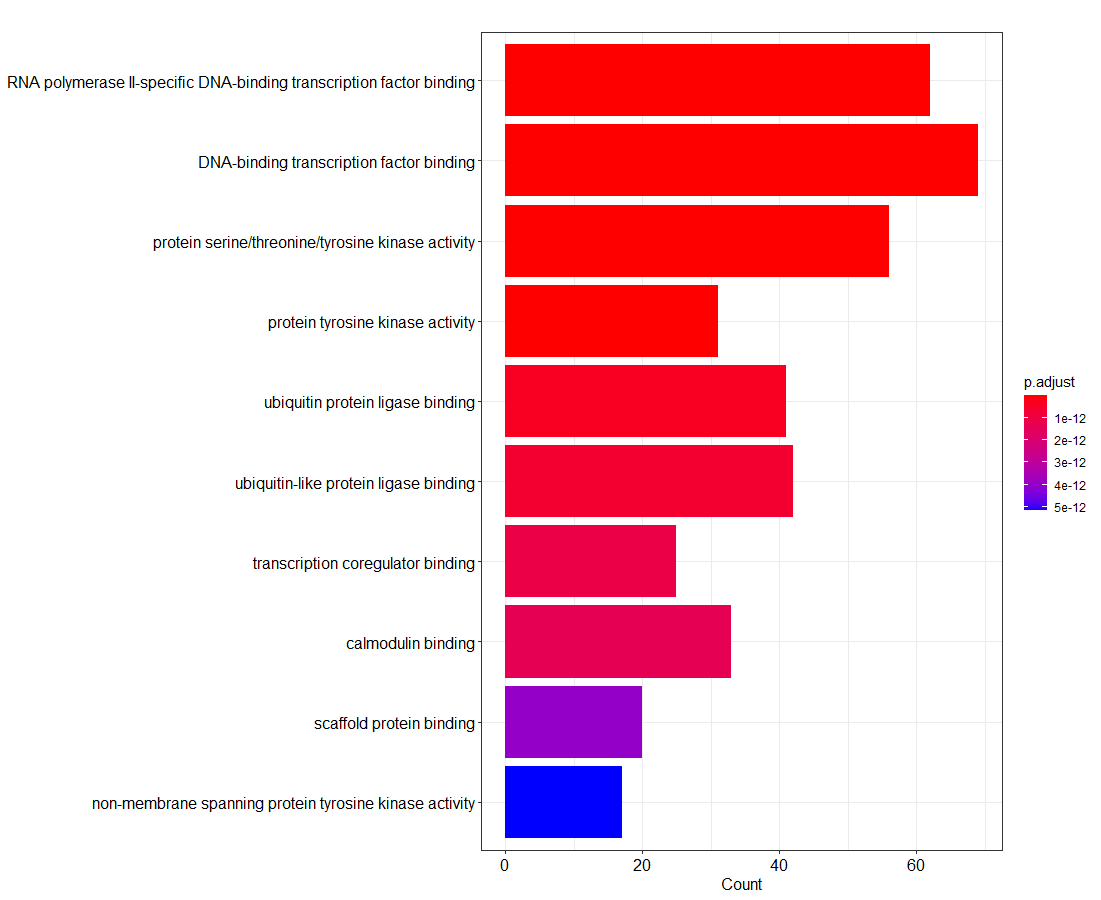 RNA polymerase II-specific DNA-binding transcription factor binding
DNA-binding transcription factor binding
protein serine/threonine/tyrosine kinase activity
protein tyrosine kinase activity
ubiquitin protein ligase binding
ubiquitin-like protein ligase binding
transcription coregulator binding
calmodulin binding
scaffold protein binding
non-membrane spanning protein tyrosine kinase activity
0 20 40 60
Count
p.adjust
1e-12
2e-12
3e-12
4e-12
5e-12